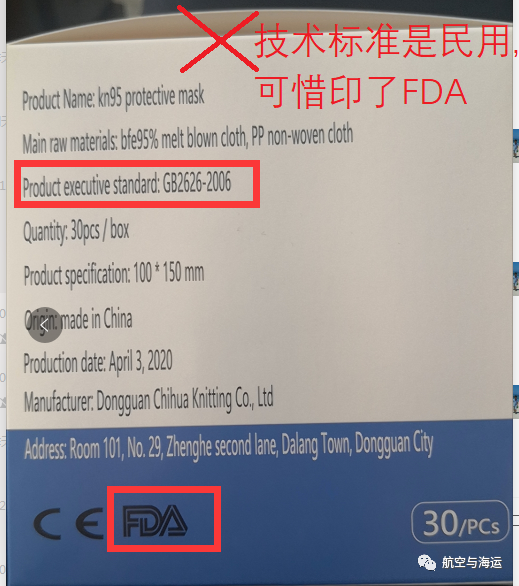 技术标准是民用,
可惜印了FDA
Product Name: kn95 protective mask
Main raw materials: bfe95% melt blown cloth, PP non-woven cloth
Product executive standard: GB2626-2006
Quantity: 30pcs / box
Product specification: 100 * 150 mm
Origin: made in China
Production date: April 3, 2020
Manufacturer: Dongguan Chihua Knitting Co., Ltd
Address: Room 101, No. 29, Zhenghe second lane, Dalang Town, Dongguan City
CE FDA
30/PCs
航空与海运